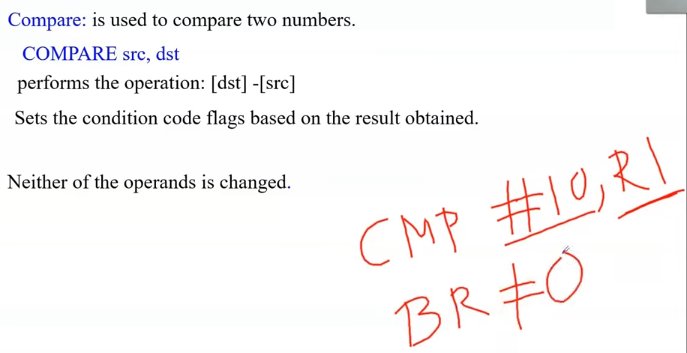 Compare: is used to compare two numbers.
COMPARE src, dst
performs the operation: [dst] -[src]
Sets the condition code flags based on the result obtained.
Neither of the operands is changed.
CMP #10, R1
BR ≠0